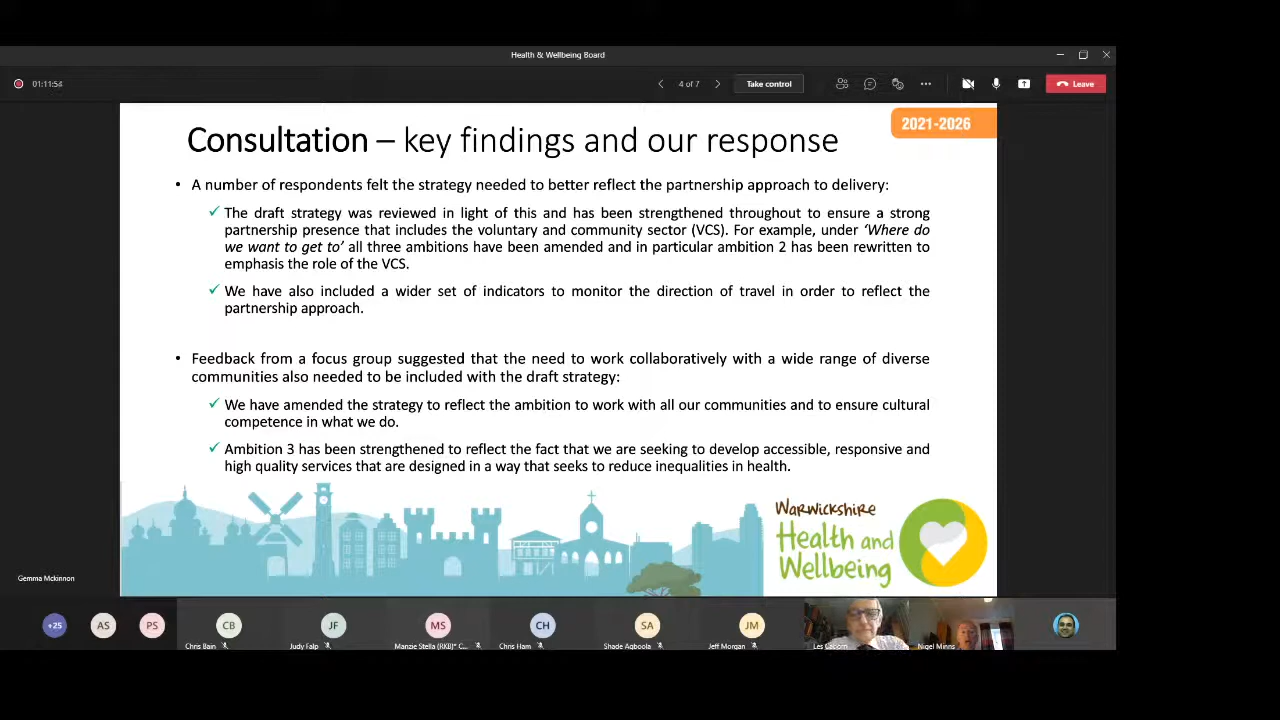 Health & Wellbeing Board
01:11:54
4 of 7
Take control
Leave
2021-2026
Consultation – key findings and our response
• A number of respondents felt the strategy needed to better reflect the partnership approach to delivery:
✓ The draft strategy was reviewed in light of this and has been strengthened throughout to ensure a strong
partnership presence that includes the voluntary and community sector (VCS). For example, under ‘Where do
we want to get to’ all three ambitions have been amended and in particular ambition 2 has been rewritten to
emphasis the role of the VCS.
✓ We have also included a wider set of indicators to monitor the direction of travel in order to reflect the
partnership approach.
• Feedback from a focus group suggested that the need to work collaboratively with a wide range of diverse
communities also needed to be included with the draft strategy:
✓ We have amended the strategy to reflect the ambition to work with all our communities and to ensure cultural
competence in what we do.
✓ Ambition 3 has been strengthened to reflect the fact that we are seeking to develop accessible, responsive and
high quality services that are designed in a way that seeks to reduce inequalities in health.
Warwickshire
Health and
Wellbeing
Gemma Mckinnon
+25 AS PS CB JF MS CH SA JM
Chris Bain Judy Falp Manzie Stella (RKB)* C... Chris Ham Shade Agboola Jeff Morgan Les Caborn Nigel Minns